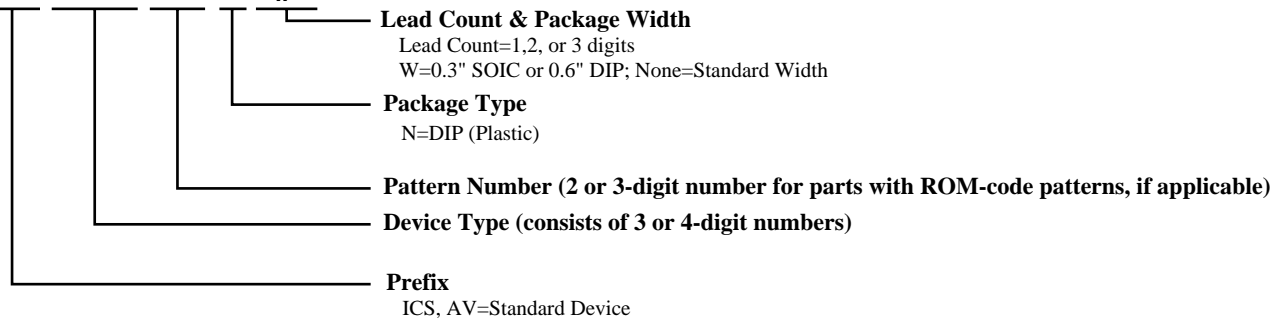 Lead Count & Package Width
Lead Count=1,2, or 3 digits
W=0.3" SOIC or 0.6" DIP; None=Standard Width
Package Type
N=DIP (Plastic)
Pattern Number (2 or 3-digit number for parts with ROM-code patterns, if applicable)
Device Type (consists of 3 or 4-digit numbers)
Prefix
ICS, AV=Standard Device